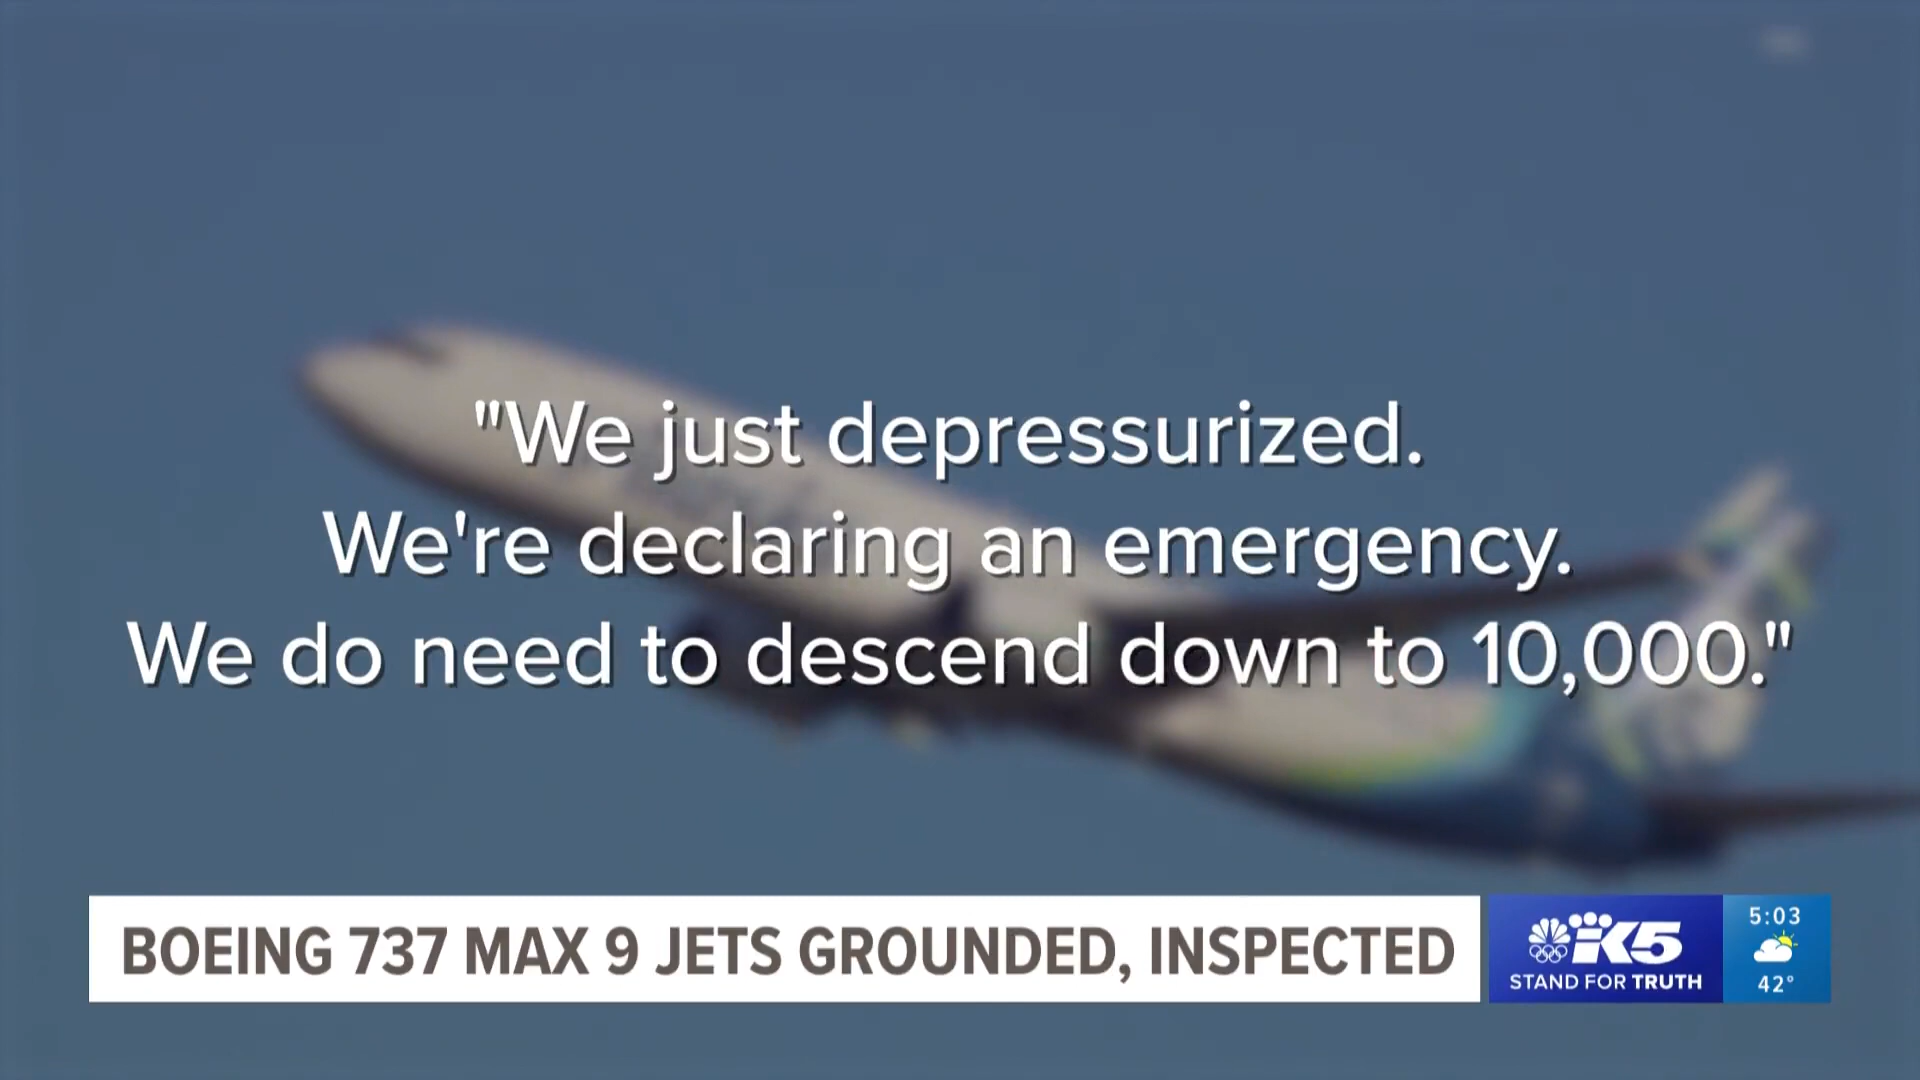 "We just depressurized.
We're declaring an emergency.
We do need to descend down to 10,000."
BOEING 737 MAX 9 JETS GROUNDED, INSPECTED
K5
STAND FOR TRUTH
5:03
42°